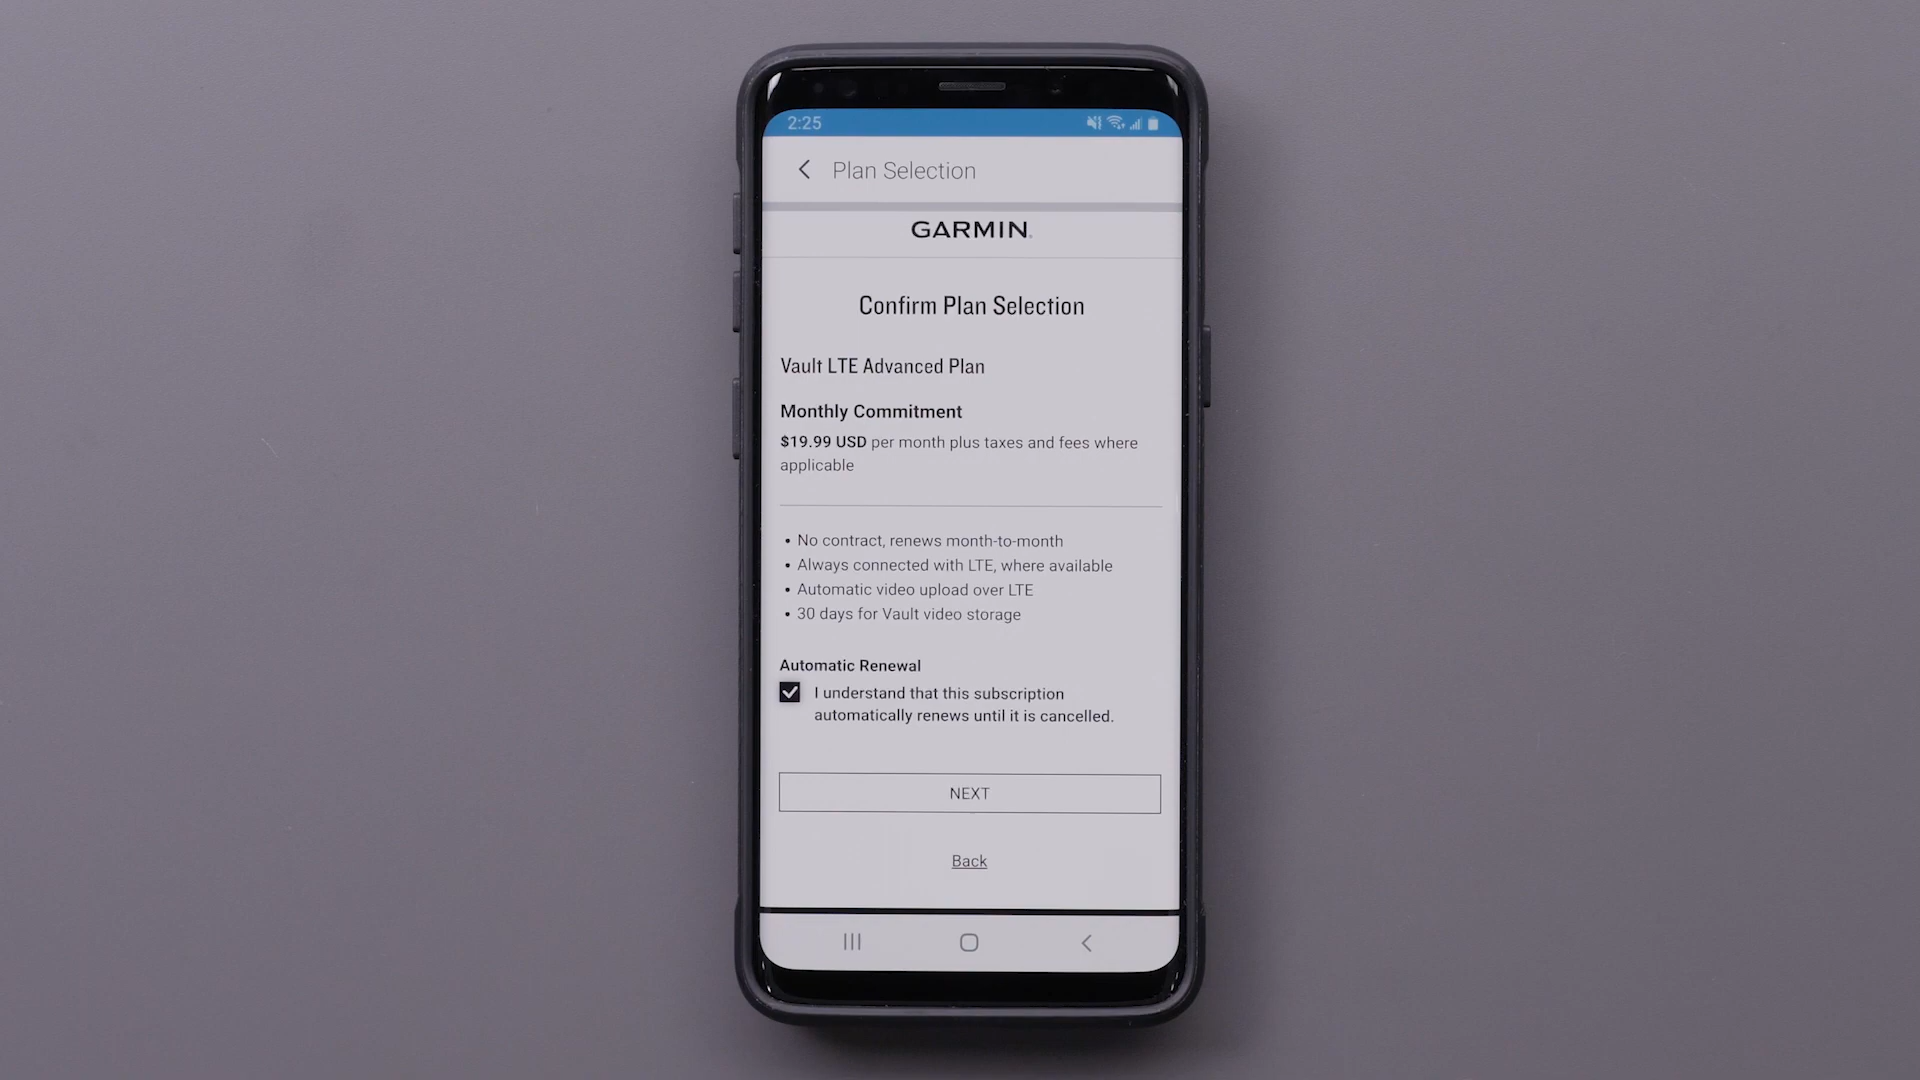 2:25
Plan Selection
GARMIN.
Confirm Plan Selection
Vault LTE Advanced Plan
Monthly Commitment
$19.99 USD per month plus taxes and fees where
applicable
• No contract, renews month-to-month
• Always connected with LTE, where available
• Automatic video upload over LTE
• 30 days for Vault video storage
Automatic Renewal
I understand that this subscription
automatically renews until it is cancelled.
NEXT
Back